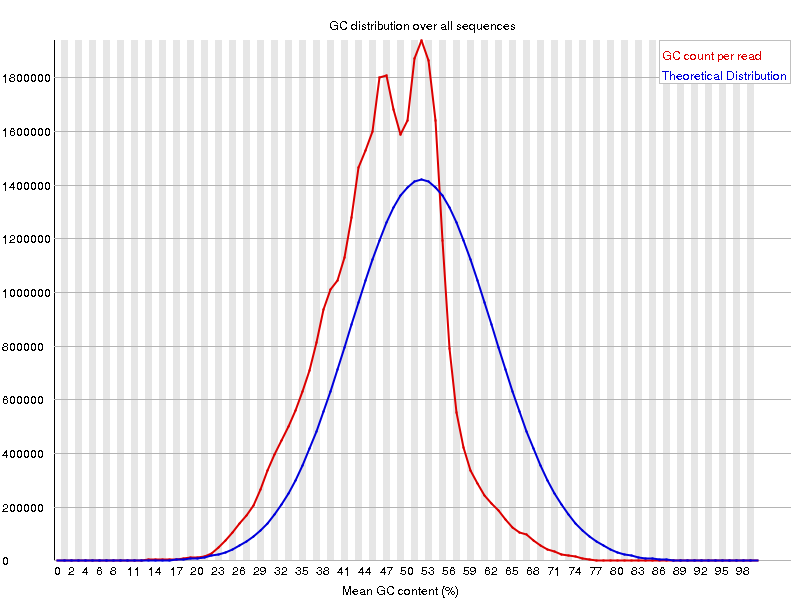 GC distribution over all sequences
GC count per read
Theoretical Distribution
1800000
1600000
1400000
1200000
1000000
800000
600000
400000
200000
0
0 2 4 6 8 11 14 17 20 23 26 29 32 35 38 41 44 47 50 53 56 59 62 65 68 71 74 77 80 83 86 89 92 95 98
Mean GC content (%)